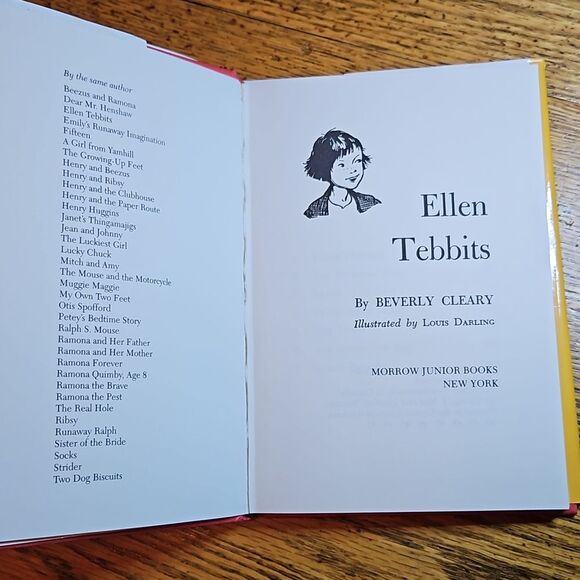 By the same author
Beezus and Ramona
Dear Mr. Henshaw
Ellen Tebbits
Emily's Runaway Imagination
Fifteen
A Girl from Yamhill
The Growing-Up Feet
Henry and Beezus
Henry and Ribsy
Henry and the Clubhouse
Henry and the Paper Route
Henry Huggins
Janet's Thingamajigs
Jean and Johnny
The Luckiest Girl
Lucky Chuck
Mitch and Amy
The Mouse and the Motorcycle
Muggie Maggie
My Own Two Feet
Otis Spofford
Petey's Bedtime Story
Ralph S. Mouse
Ramona and Her Father
Ramona and Her Mother
Ramona Forever
Ramona Quimby, Age 8
Ramona the Brave
Ramona the Pest
The Real Hole
Ribsy
Runaway Ralph
Sister of the Bride
Socks
Strider
Two Dog Biscuits
Ellen
Tebbits
By BEVERLY CLEARY
Illustrated by LOUIS DARLING
MORROW JUNIOR BOOKS
NEW YORK